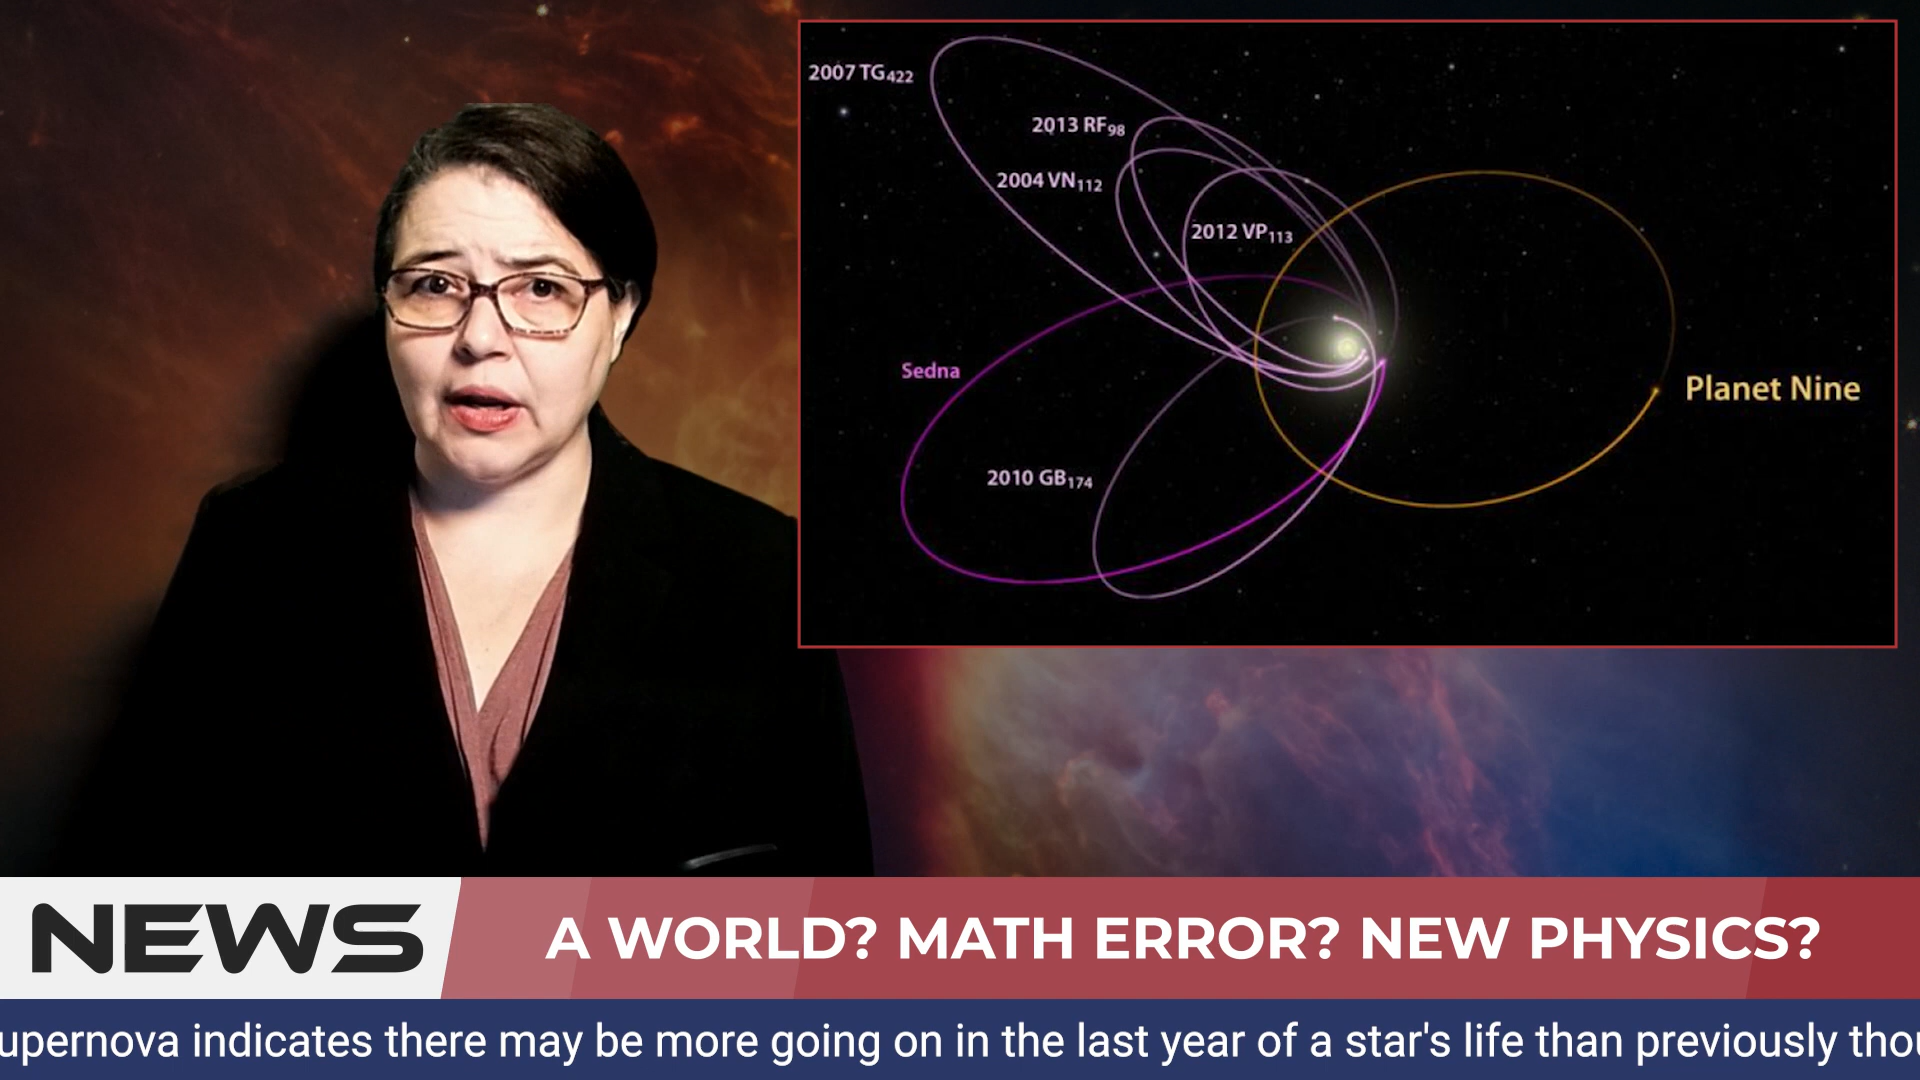 2007 TG422
2013 RF98
2004 VN112
2012 VP113
Sedna
Planet Nine
2010 GB174
NEWS
A WORLD? MATH ERROR? NEW PHYSICS?
upernova indicates there may be more going on in the last year of a star's life than previously thou